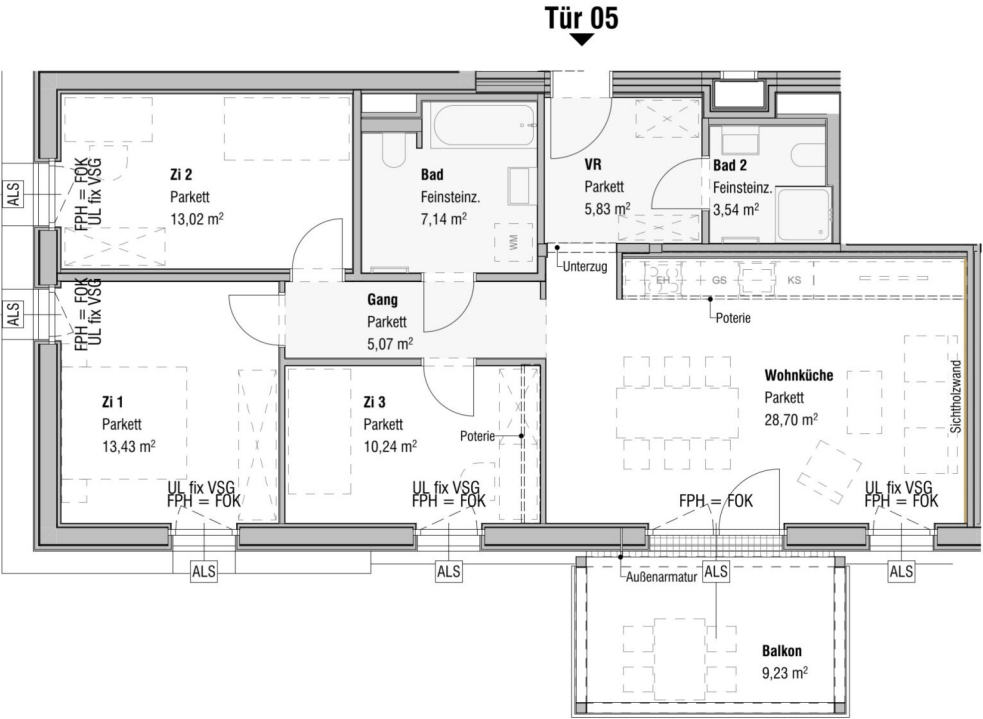 Tür 05
Zi 2
Parkett
13,02 m²
Bad
Feinsteinz.
7,14 m²
WM
VR
Parkett
5,83 m²
Bad 2
Feinsteinz.
3,54 m²
ALS
FPH = FOK
UL fix VSG
Unterzug
EH
GS
KS
Poterie
Gang
Parkett
5,07 m²
ALS
FPH = FOK
UL fix VSG
Zi 1
Parkett
13,43 m²
Zi 3
Parkett
10,24 m²
Poterie
Wohnküche
Parkett
28,70 m²
Sichtholzwand
UL fix VSG
FPH = FOK
UL fix VSG
FPH = FOK
FPH = FOK
UL fix VSG
FPH = FOK
ALS
ALS
Außenarmatur
ALS
ALS
Balkon
9,23 m²